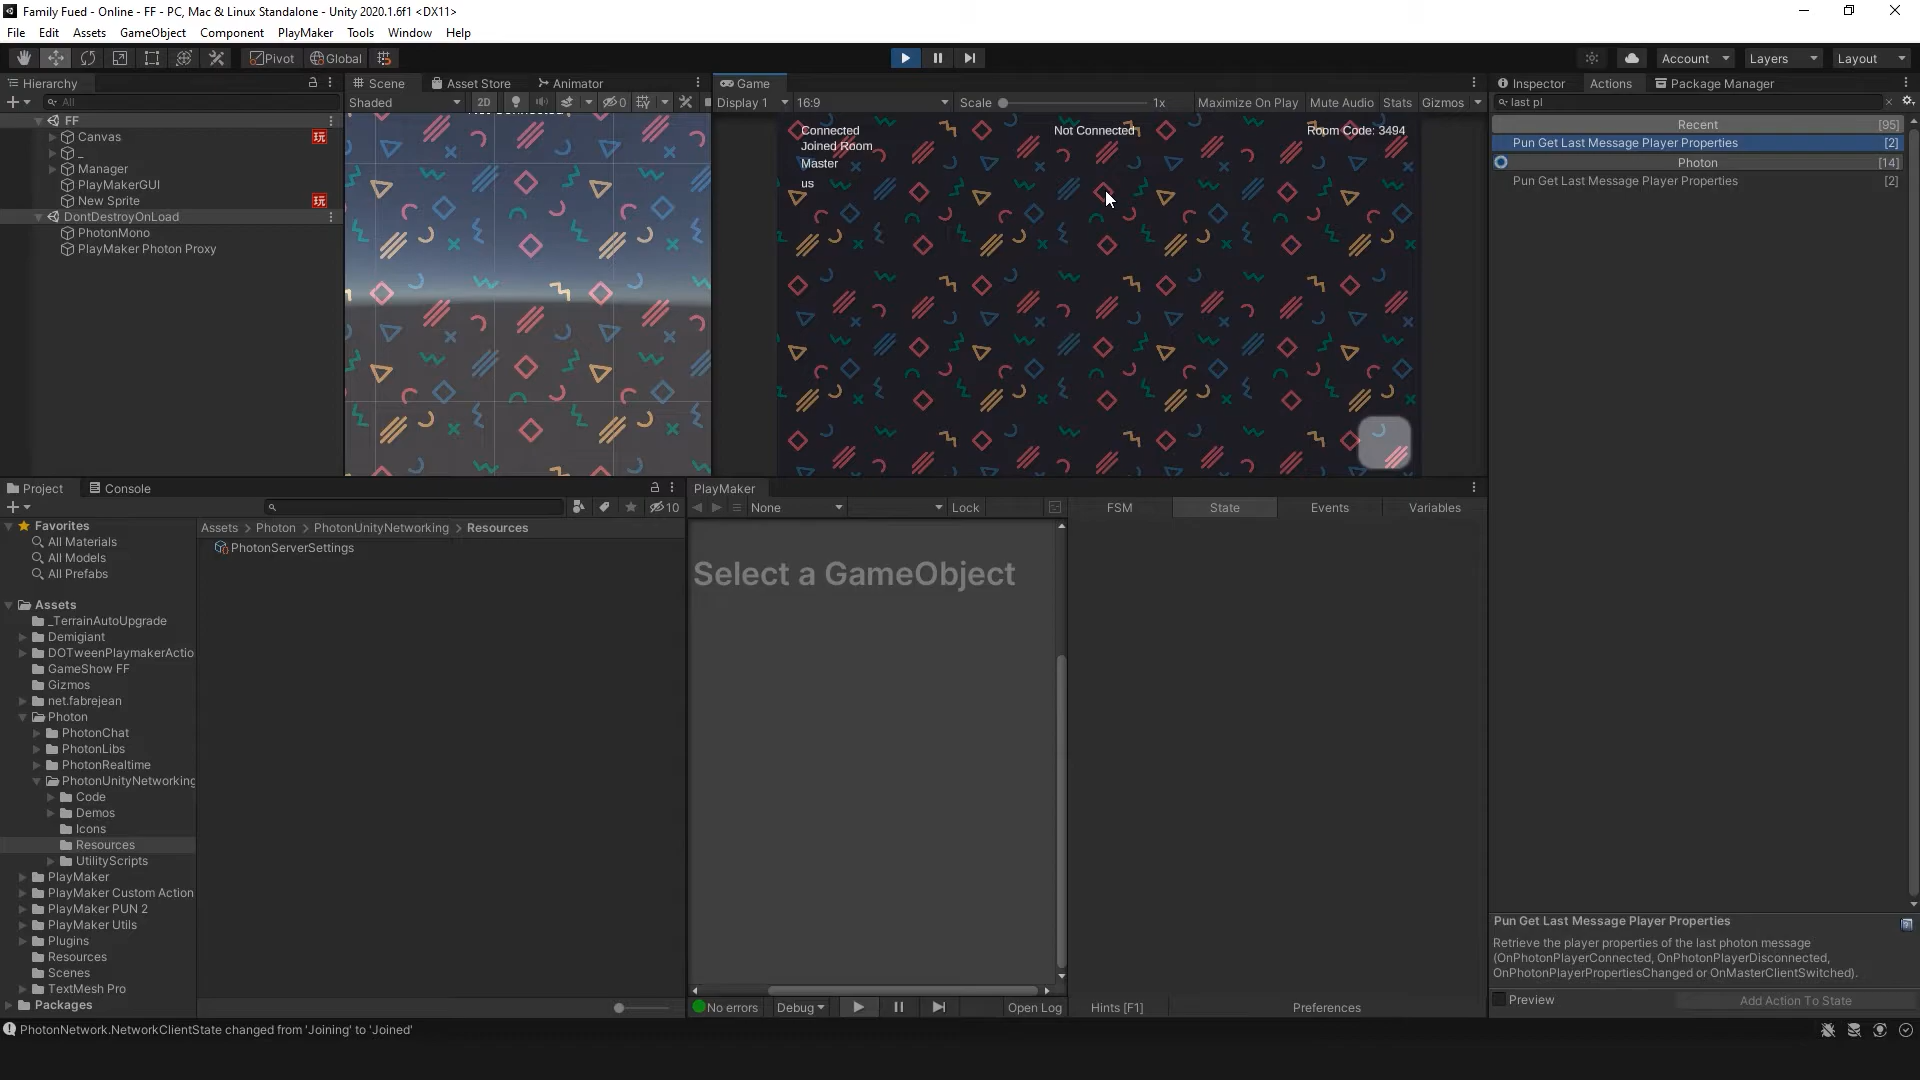 Family Fued - Online - FF - PC, Mac & Linux Standalone - Unity 2020.1.6f1 <DX11>
File Edit Assets GameObject Component PlayMaker Tools Window Help
Pivot Global Account Layers Layout
Hierarchy
All
FF
Canvas
玩
_
Manager
PlayMakerGUI
New Sprite
玩
DontDestroyOnLoad
PhotonMono
PlayMaker Photon Proxy
Scene Asset Store Animator
Shaded 2D 0
Game
Display 1 16:9 Scale 1x Maximize On Play Mute Audio Stats Gizmos
Connected Not Connected Room Code: 3494
Joined Room
Master
us
Inspector Actions Package Manager
last pl
Recent [95]
Pun Get Last Message Player Properties [2]
Photon [14]
Pun Get Last Message Player Properties [2]
Project Console
10
Favorites
All Materials
All Models
All Prefabs
Assets
_TerrainAutoUpgrade
Demigiant
DOTweenPlaymakerActio
GameShow FF
Gizmos
net.fabrejean
Photon
PhotonChat
PhotonLibs
PhotonRealtime
PhotonUnityNetworking
Code
Demos
Icons
Resources
UtilityScripts
PlayMaker
PlayMaker Custom Action
PlayMaker PUN 2
PlayMaker Utils
Plugins
Resources
Scenes
TextMesh Pro
Packages
Assets > Photon > PhotonUnityNetworking > Resources
PhotonServerSettings
PlayMaker
None Lock FSM State Events Variables
Select a GameObject
No errors Debug Open Log Hints [F1] Preferences
Pun Get Last Message Player Properties
Retrieve the player properties of the last photon message
(OnPhotonPlayerConnected, OnPhotonPlayerDisconnected,
OnPhotonPlayerPropertiesChanged or OnMasterClientSwitched).
Preview Add Action To State
PhotonNetwork.NetworkClientState changed from 'Joining' to 'Joined'